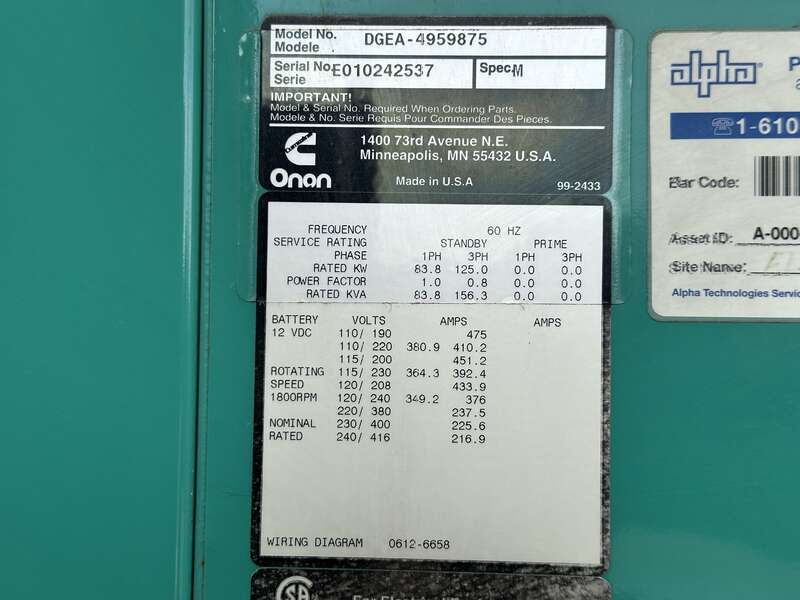 Model No. DGEA-4959875
Modele
Serial No. E010242537 Spec. M
Serie
IMPORTANT!
Model & Serial No. Required When Ordering Parts.
Modele & No. Serie Requis Pour Commander Des Pieces.
Cummins
Onan
1400 73rd Avenue N.E.
Minneapolis, MN 55432 U.S.A.
Made in U.S.A
99-2433
FREQUENCY 60 HZ
SERVICE RATING STANDBY PRIME
PHASE 1PH 3PH 1PH 3PH
RATED KW 83.8 125.0 0.0 0.0
POWER FACTOR 1.0 0.8 0.0 0.0
RATED KVA 83.8 156.3 0.0 0.0
BATTERY VOLTS AMPS AMPS
12 VDC 110/ 190 475
110/ 220 380.9 410.2
115/ 200 451.2
ROTATING 115/ 230 364.3 392.4
SPEED 120/ 208 433.9
1800RPM 120/ 240 349.2 376
220/ 380 237.5
NOMINAL 230/ 400 225.6
RATED 240/ 416 216.9
WIRING DIAGRAM 0612-6658
SA
alpha
1-610
Bar Code:
Asset ID: A-000
Site Name:
Alpha Technologies Servic